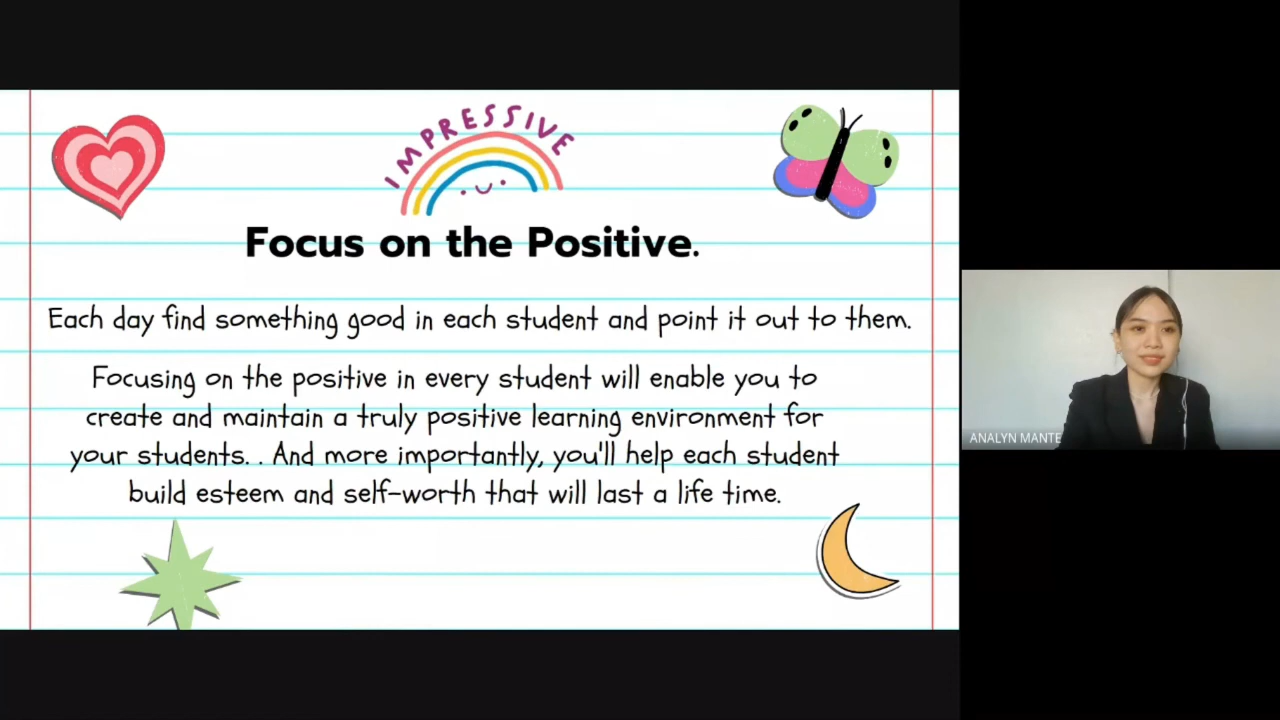 IMPRESSIVE
Focus on the Positive.
Each day find something good in each student and point it out to them.
Focusing on the positive in every student will enable you to
create and maintain a truly positive learning environment for
your students. . And more importantly, you'll help each student
build esteem and self-worth that will last a life time.
ANALYN MANTE